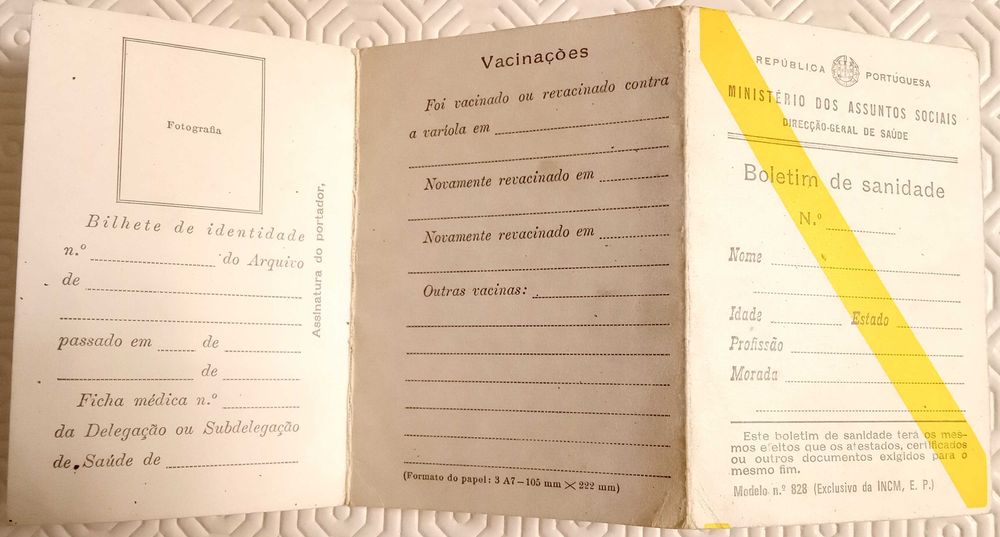 Fotografia
Bilhete de identidade
n.º do Arquivo
de
passado em de
de
Ficha médica n.º
da Delegação ou Subdelegação
de Saúde de
Assinatura do portador,
Vacinações
Foi vacinado ou revacinado contra
a varíola em
Novamente revacinado em
Novamente revacinado em
Outras vacinas:
(Formato do papel: 3 A7 – 105 mm × 222 mm)
REPÚBLICA PORTUGUESA
MINISTÉRIO DOS ASSUNTOS SOCIAIS
DIRECÇÃO-GERAL DE SAÚDE
Boletim de sanidade
N.º
Nome
Idade Estado
Profissão
Morada
Este boletim de sanidade terá os mes-
mos efeitos que os atestados, certificados
ou outros documentos exigidos para o
mesmo fim.
Modelo n.º 828 (Exclusivo da INCM, E. P.)